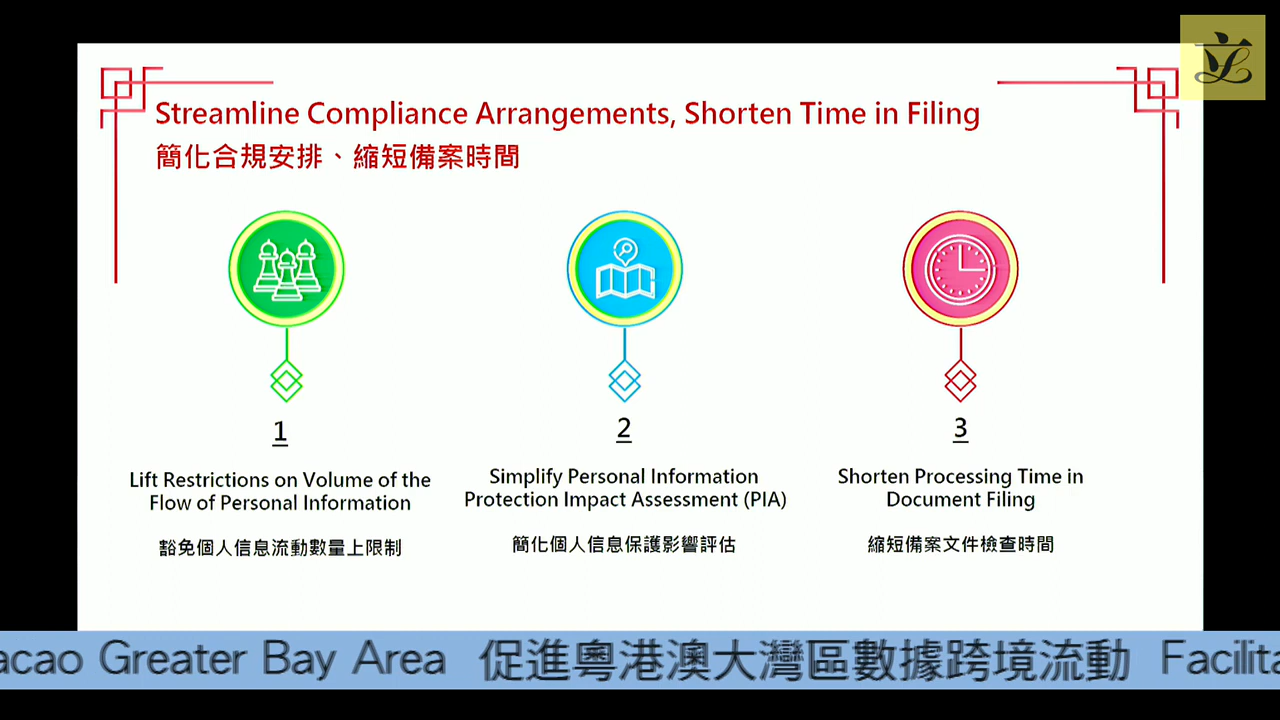 Streamline Compliance Arrangements, Shorten Time in Filing
簡化合規安排、縮短備案時間
1
Lift Restrictions on Volume of the
Flow of Personal Information
豁免個人信息流動數量上限制
2
Simplify Personal Information
Protection Impact Assessment (PIA)
簡化個人信息保護影響評估
3
Shorten Processing Time in
Document Filing
縮短備案文件檢查時間
acao Greater Bay Area 促進粵港澳大灣區數據跨境流動 Facilita